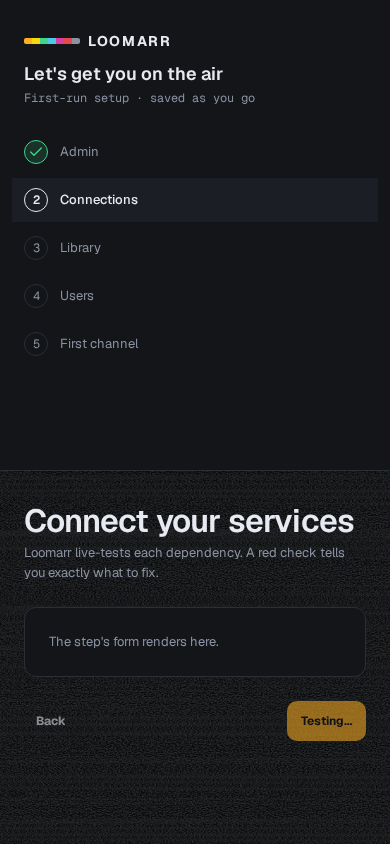 LOOMARR
Let's get you on the air
First-run setup · saved as you go
Admin
2 Connections
3 Library
4 Users
5 First channel
Connect your services
Loomarr live-tests each dependency. A red check tells
you exactly what to fix.
The step's form renders here.
Back
Testing...